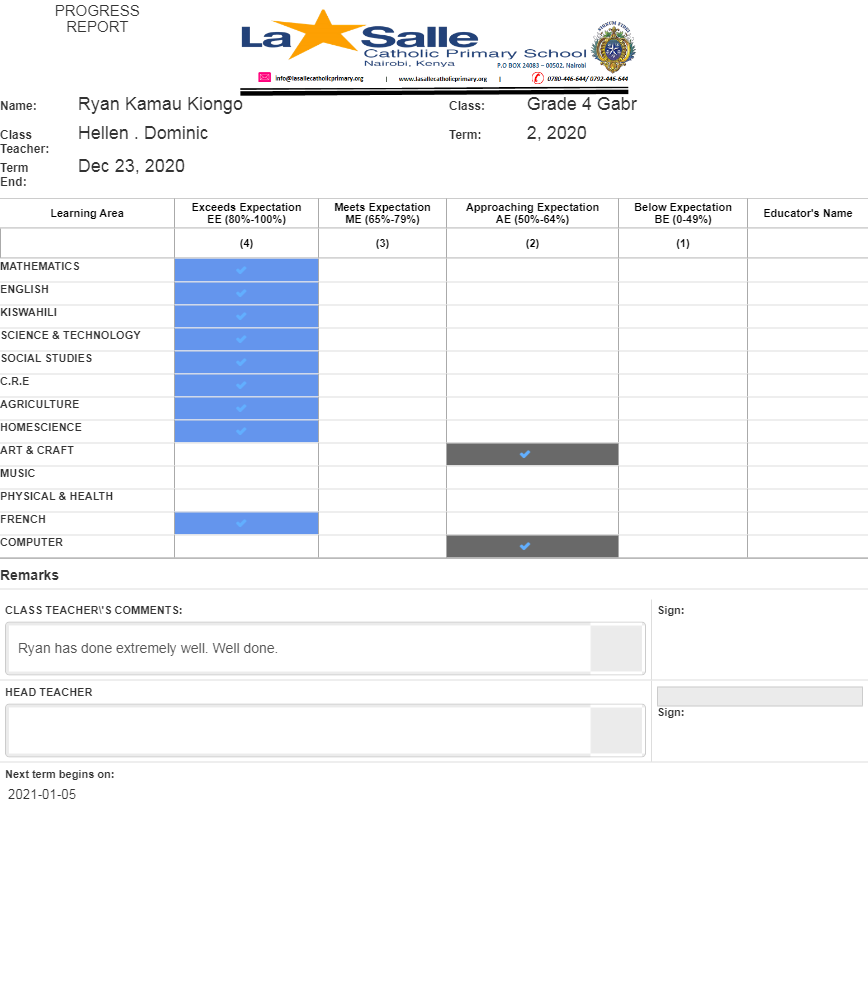 PROGRESS
REPORT
La Salle
Catholic Primary School
Nairobi, Kenya
P.O BOX 24083 – 00502, Nairobi
info@lasallecatholicprimary.org | www.lasallecatholicprimary.org | 0780-446-644/ 0792-446-644
Name: Ryan Kamau Kiongo Class: Grade 4 Gabr
Class Teacher: Hellen . Dominic Term: 2, 2020
Term End: Dec 23, 2020
Learning Area Exceeds Expectation EE (80%-100%) Meets Expectation ME (65%-79%) Approaching Expectation AE (50%-64%) Below Expectation BE (0-49%) Educator's Name
(4) (3) (2) (1)
MATHEMATICS
ENGLISH
KISWAHILI
SCIENCE & TECHNOLOGY
SOCIAL STUDIES
C.R.E
AGRICULTURE
HOMESCIENCE
ART & CRAFT
MUSIC
PHYSICAL & HEALTH
FRENCH
COMPUTER
Remarks
CLASS TEACHER\'S COMMENTS: Sign:
Ryan has done extremely well. Well done.
HEAD TEACHER
Sign:
Next term begins on:
2021-01-05